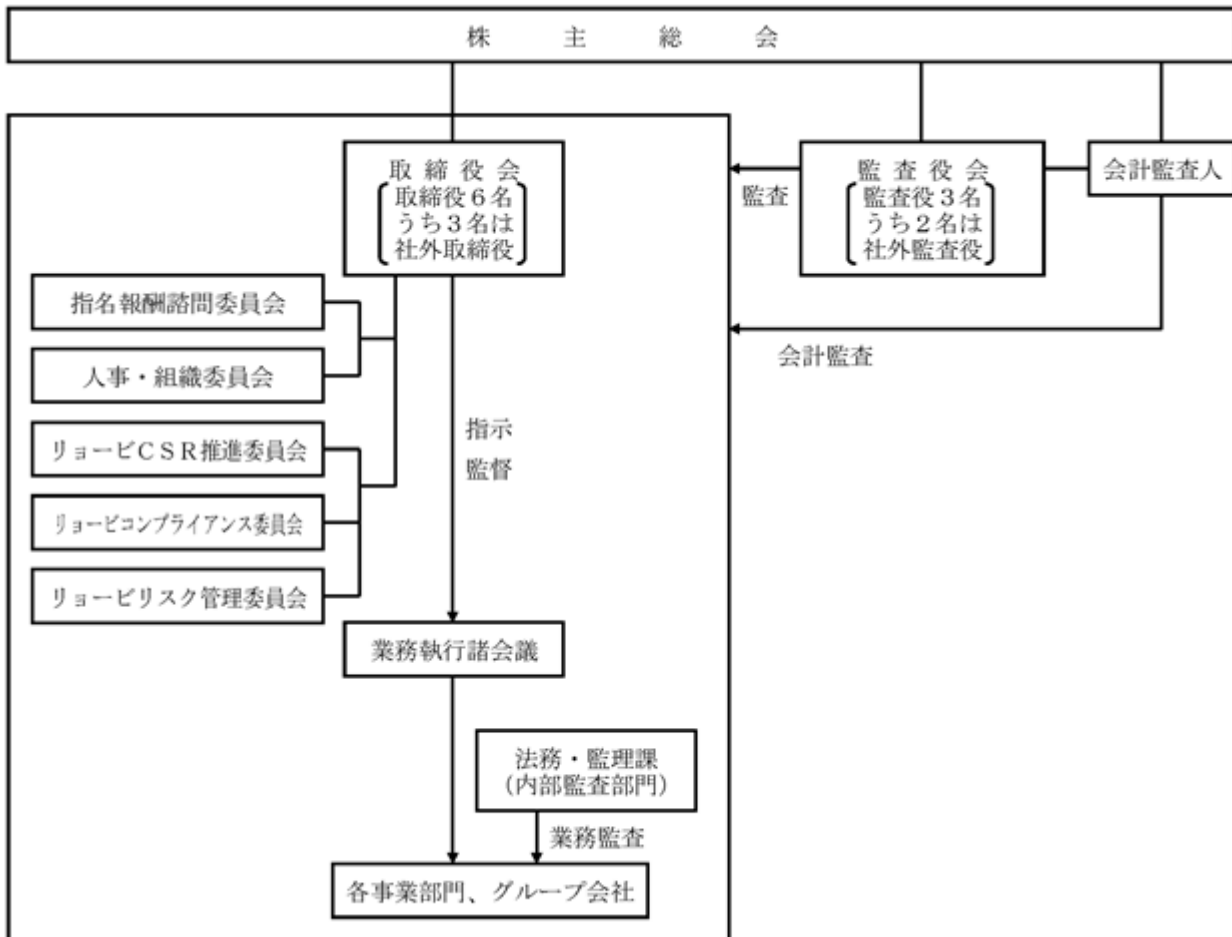 株主総会
取締役会
取締役６名
うち３名は
社外取締役
監査
監査役会
監査役３名
うち２名は
社外監査役
会計監査人
会計監査
指名報酬諮問委員会
人事・組織委員会
リョービＣＳＲ推進委員会
リョービコンプライアンス委員会
リョービリスク管理委員会
指示
監督
業務執行諸会議
法務・監理課
（内部監査部門）
業務監査
各事業部門、グループ会社